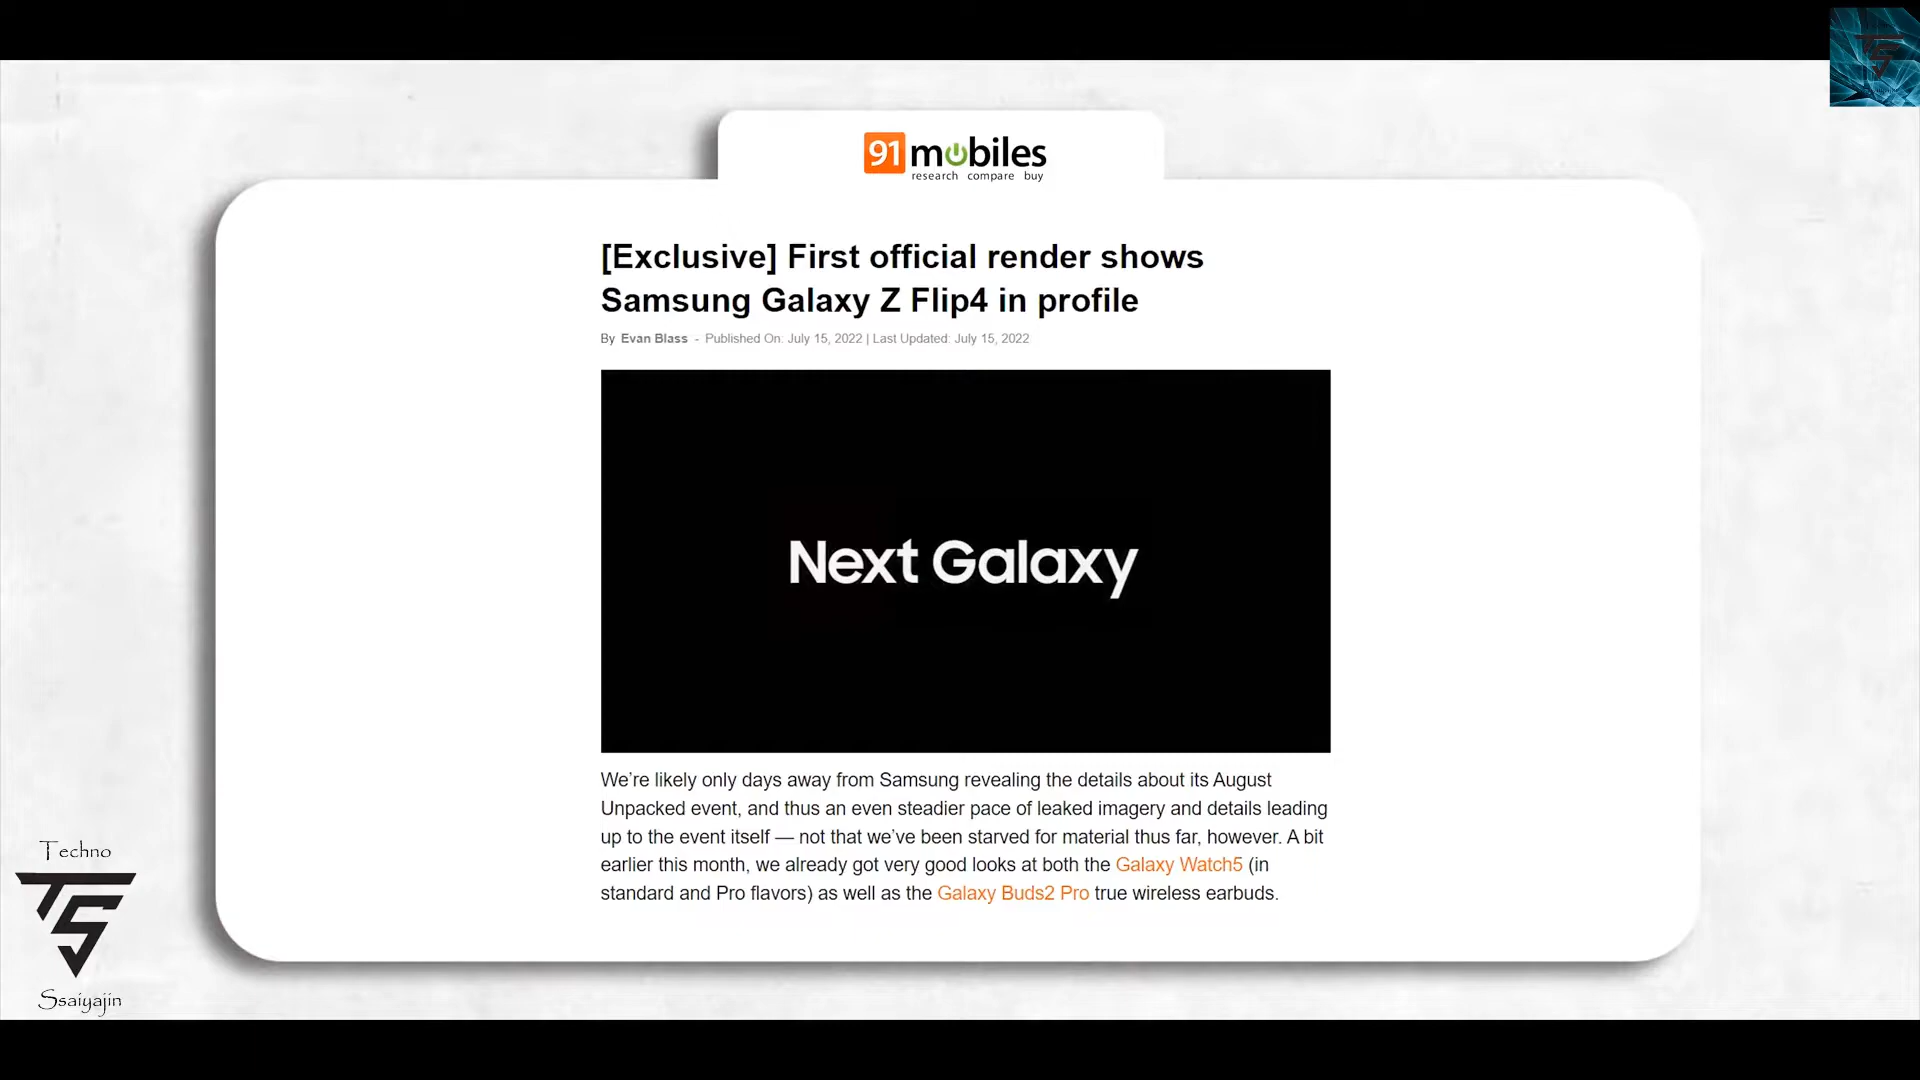 91mobiles
research compare buy
[Exclusive] First official render shows
Samsung Galaxy Z Flip4 in profile
By Evan Blass - Published On: July 15, 2022 | Last Updated: July 15, 2022
Next Galaxy
We’re likely only days away from Samsung revealing the details about its August
Unpacked event, and thus an even steadier pace of leaked imagery and details leading
up to the event itself — not that we’ve been starved for material thus far, however. A bit
earlier this month, we already got very good looks at both the Galaxy Watch5 (in
standard and Pro flavors) as well as the Galaxy Buds2 Pro true wireless earbuds.
Techno
TS
Ssaiyajin
TS